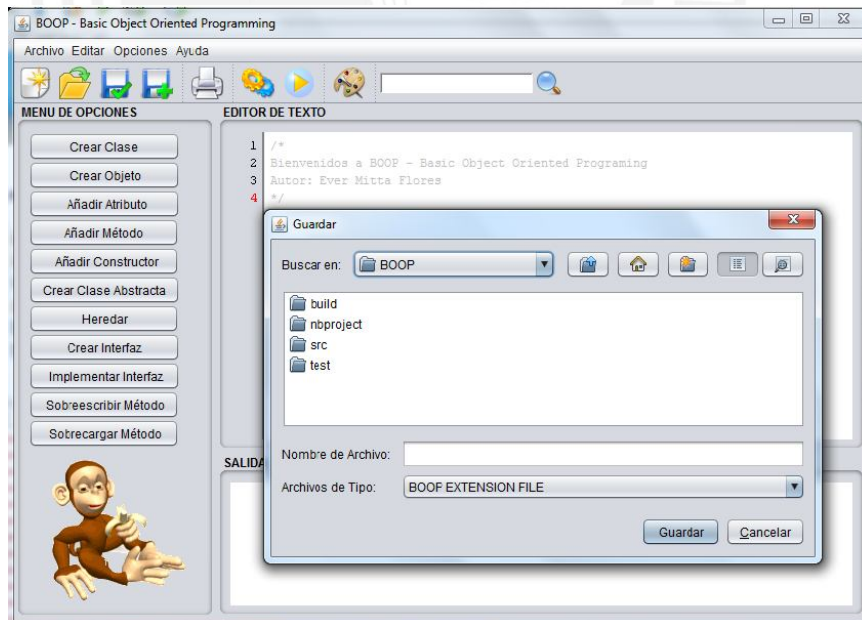 BOOP - Basic Object Oriented Programming
Archivo Editar Opciones Ayuda
MENU DE OPCIONES
Crear Clase
Crear Objeto
Añadir Atributo
Añadir Método
Añadir Constructor
Crear Clase Abstracta
Heredar
Crear Interfaz
Implementar Interfaz
Sobreescribir Método
Sobrecargar Método
EDITOR DE TEXTO
1 /*
2 Bienvenidos a BOOP - Basic Object Oriented Programing
3 Autor: Ever Mitta Flores
4 */
Guardar
Buscar en: BOOP
build
nbproject
src
test
Nombre de Archivo:
Archivos de Tipo: BOOP EXTENSION FILE
Guardar Cancelar
SALIDA